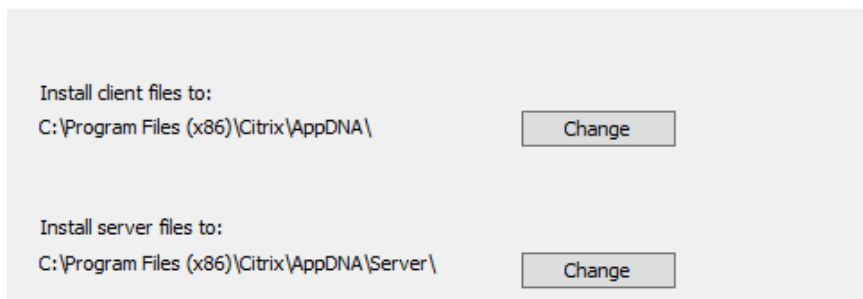 Install client files to:
C:\Program Files (x86)\Citrix\AppDNA\
Change
Install server files to:
C:\Program Files (x86)\Citrix\AppDNA\Server\
Change